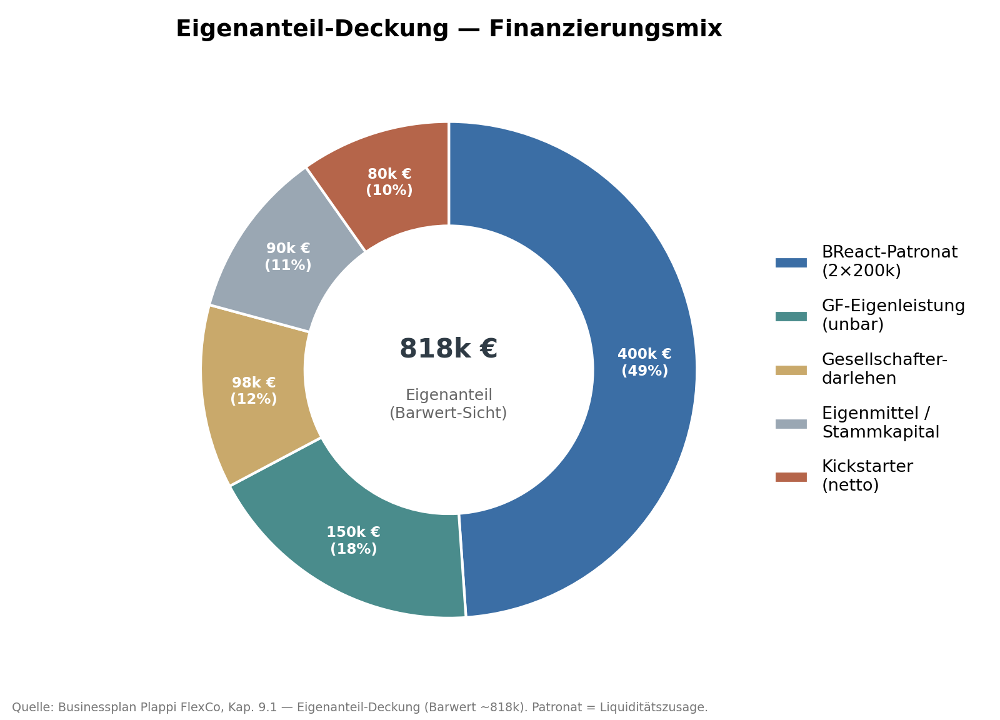 Eigenanteil-Deckung — Finanzierungsmix
80k €
(10%)
90k €
(11%)
98k €
(12%)
150k €
(18%)
400k €
(49%)
818k €
Eigenanteil
(Barwert-Sicht)
BReact-Patronat
(2×200k)
GF-Eigenleistung
(unbar)
Gesellschafter-
darlehen
Eigenmittel /
Stammkapital
Kickstarter
(netto)
Quelle: Businessplan Plappi FlexCo, Kap. 9.1 — Eigenanteil-Deckung (Barwert ~818k). Patronat = Liquiditätszusage.